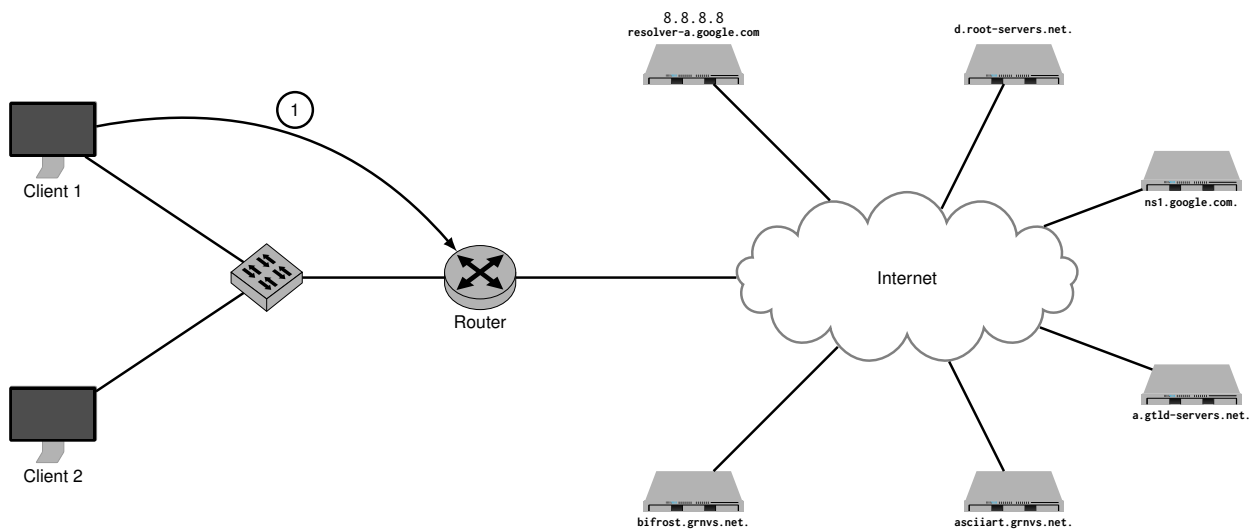 8.8.8.8
resolver-a.google.com
d.root-servers.net.
1
Client 1
ns1.google.com.
Internet
Router
a.gtld-servers.net.
Client 2
bifrost.grnvs.net.
asciiart.grnvs.net.